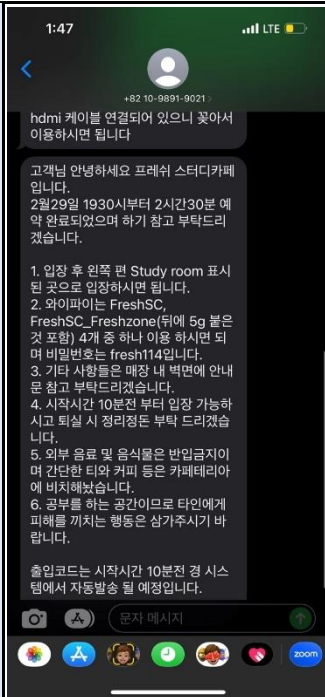 1:47
LTE
+82 10-9891-9021
hdmi 케이블 연결되어 있으니 꽂아서
이용하시면 됩니다
고객님 안녕하세요 프레쉬 스터디카페
입니다.
2월29일 1930시부터 2시간30분 예
약 완료되었으며 하기 참고 부탁드리
겠습니다.
1. 입장 후 왼쪽 편 Study room 표시
된 곳으로 입장하시면 됩니다.
2. 와이파이는 FreshSC,
FreshSC_Freshzone(뒤에 5g 붙은
것 포함) 4개 중 하나 이용 하시면 되
며 비밀번호는 fresh114입니다.
3. 기타 사항들은 매장 내 벽면에 안내
문 참고 부탁드리겠습니다.
4. 시작시간 10분전 부터 입장 가능하
시고 퇴실 시 정리정돈 부탁 드리겠습
니다.
5. 외부 음료 및 음식물은 반입금지이
며 간단한 티와 커피 등은 카페테리아
에 비치해놨습니다.
6. 공부를 하는 공간이므로 타인에게
피해를 끼치는 행동은 삼가주시기 바
랍니다.
출입코드는 시작시간 10분전 경 시스
템에서 자동발송 될 예정입니다.
문자 메시지
zoom